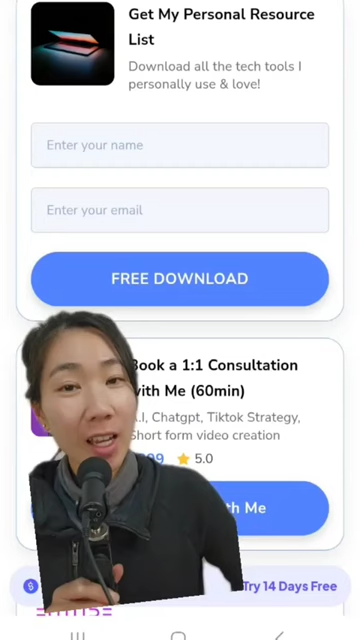 Get My Personal Resource
List
Download all the tech tools I
personally use & love!
Enter your name
Enter your email
FREE DOWNLOAD
Book a 1:1 Consultation
with Me (60min)
A.I, Chatgpt, Tiktok Strategy,
Short form video creation
5.0
Me
Try 14 Days Free